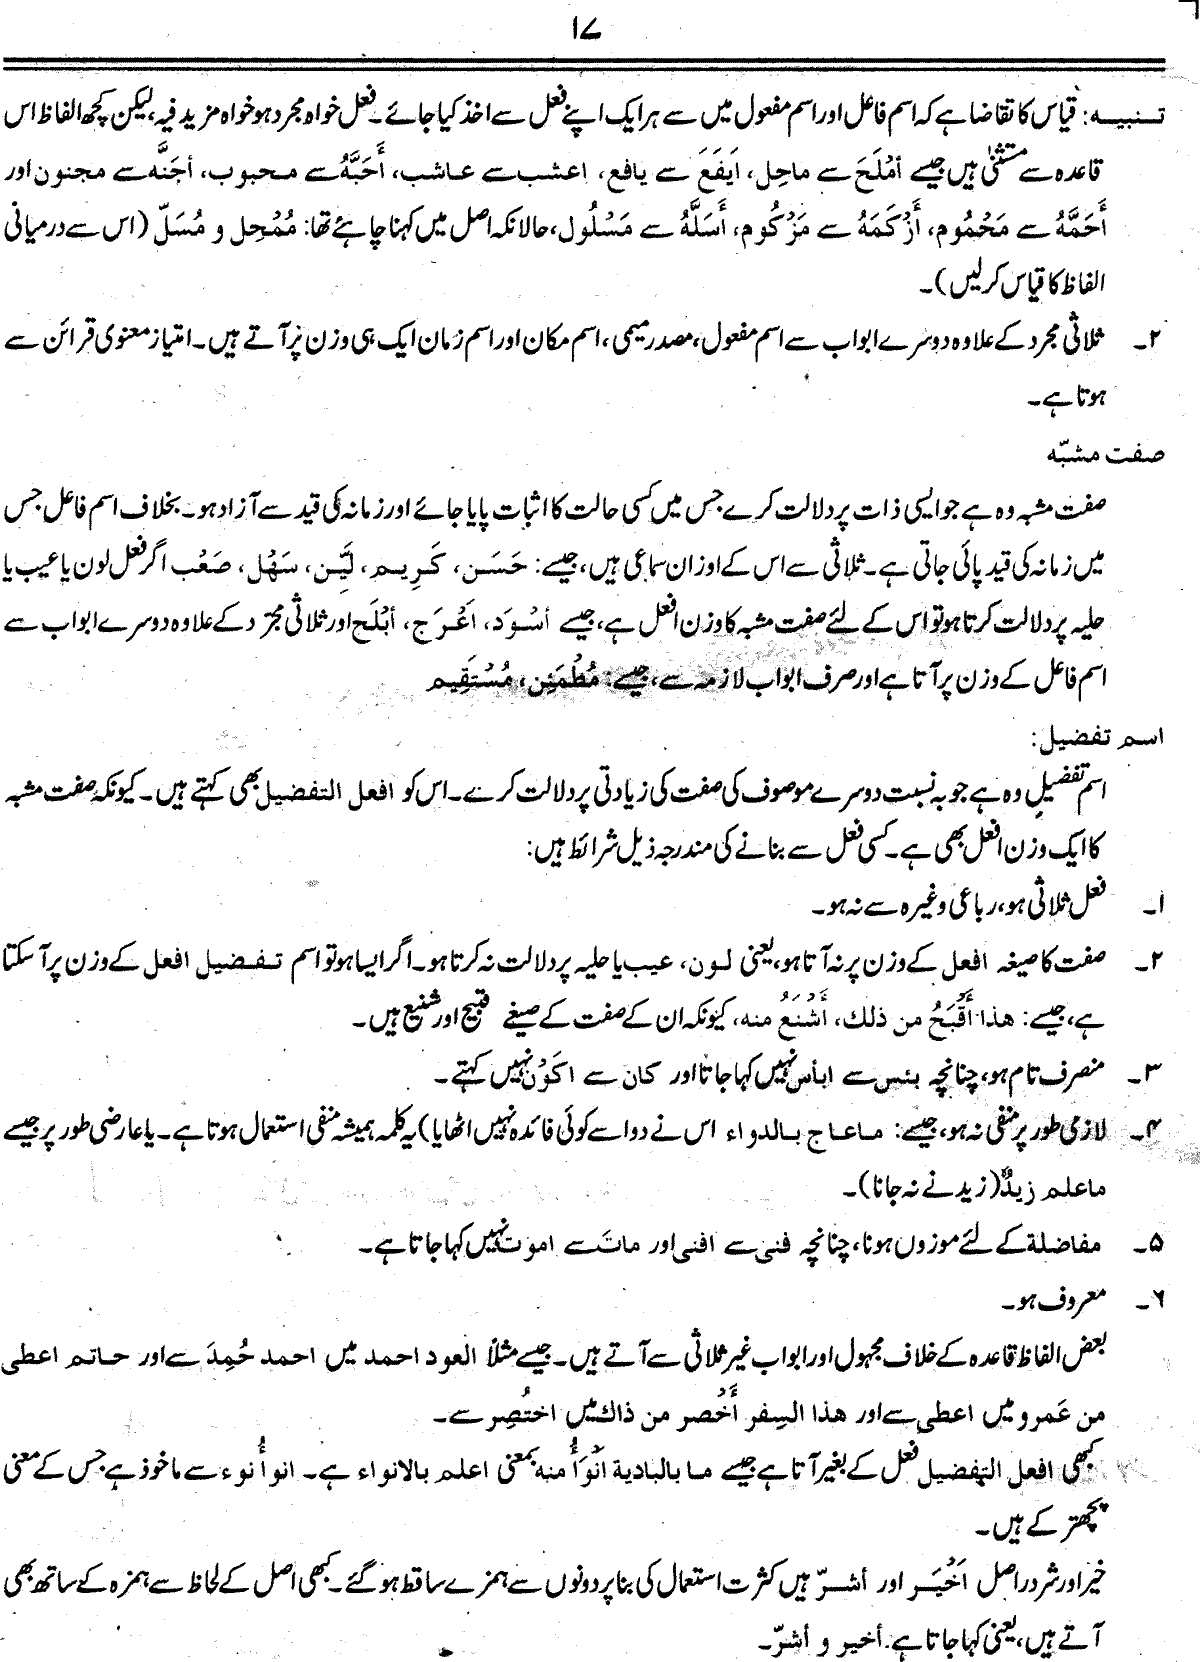 ۱۷
تنبیہ: قیاس کا تقاضا ہے کہ اسم فاعل اور اسم مفعول میں سے ہر ایک اپنے فعل سے اخذ کیا جائے۔ فعل خواہ مجرد ہو خواہ مزید فیہ، لیکن کچھ الفاظ اس
قاعدہ سے مستثنیٰ ہیں جیسے أمْلَحَ سے ماحِل، اَیفَعَ سے یافع، اعشب سے عاشب، أَحَبَّهُ سے محبوب، أجَنَّه سے مجنون اور
أَحَمَّهُ سے مَحْمُوم، أَزْکَمَهُ سے مَزْکُوم، أَسَلَّهُ سے مَسْلُول، حالانکہ اصل میں کہنا چاہئے تھا: مُمْحِل و مُسَلّ (اس سے درمیانی
الفاظ کا قیاس کر لیں)۔
۲۔ ثلاثی مجرد کے علاوہ دوسرے ابواب سے اسم مفعول، مصدر میمی، اسم مکان اور اسم زمان ایک ہی وزن پر آتے ہیں۔ امتیاز معنوی قرائن سے
ہوتا ہے۔
صفت مشبّہ
صفت مشبہ وہ ہے جو ایسی ذات پر دلالت کرے جس میں کسی حالت کا اثبات پایا جائے اور زمانہ کی قید سے آزاد ہو۔ بخلاف اسم فاعل جس
میں زمانہ کی قید پائی جاتی ہے۔ ثلاثی سے اس کے اوزان سماعی ہیں، جیسے: حَسَن، کَرِیم، لَیِّن، سَهْل، صَعْب اگر فعل لون یا عیب یا
حلیہ پر دلالت کرتا ہو تو اس کے لئے صفت مشبہ کا وزن افعل ہے، جیسے أسْوَد، اَعْرَج، أبْلَح اور ثلاثی مجرّد کے علاوہ دوسرے ابواب سے
اسم فاعل کے وزن پر آتا ہے اور صرف ابواب لازمہ سے، جیسے: مُطْمَئِن، مُسْتَقِیم
اسم تفضیل:
اسم تفضیل وہ ہے جو بہ نسبت دوسرے موصوف کی صفت کی زیادتی پر دلالت کرے۔ اس کو افعل التفضیل بھی کہتے ہیں۔ کیونکہ صفت مشبہ
کا ایک وزن افعل بھی ہے۔ کسی فعل سے بنانے کی مندرجہ ذیل شرائط ہیں:
۱۔ فعل ثلاثی ہو، رباعی وغیرہ سے نہ ہو۔
۲۔ صفت کا صیغہ افعل کے وزن پر نہ آتا ہو، یعنی لون، عیب یا حلیہ پر دلالت نہ کرتا ہو۔ اگر ایسا ہو تو اسم تفضیل افعل کے وزن پر آ سکتا
ہے، جیسے: هذا أَقْبَحُ من ذلك، أَشْنَعُ منه، کیونکہ ان کے صفت کے صیغے قبیح اور شنیع ہیں۔
۳۔ منصرف تام ہو، چنانچہ بئس سے ابأس نہیں کہا جاتا اور کان سے اکْوَن نہیں کہتے۔
۴۔ لازمی طور پر منفی نہ ہو، جیسے: ماعاج بالدواء اس نے دوا سے کوئی فائدہ نہیں اٹھایا) یہ کلمہ ہمیشہ منفی استعمال ہوتا ہے۔ یا عارضی طور پر جیسے
ماعلم زیدٌ (زید نے نہ جانا)۔
۵۔ مفاضلة کے لئے موزوں ہونا، چنانچہ فنی سے افنی اور ماتَ سے اموت نہیں کہا جاتا ہے۔
۶۔ معروف ہو۔
بعض الفاظ قاعدہ کے خلاف مجہول اور ابواب غیر ثلاثی سے آتے ہیں۔ جیسے مثلاً العود احمد میں احمد حُمِدَ سے اور حاتم اعطی
من عَمرو میں اعطی سے اور هذا السِفر أَخْصر من ذاك میں اختُصِر سے۔
کبھی افعل التفضیل فعل کے بغیر آتا ہے جیسے ما بالبادیة انْوَأُ منه بمعنی اعلم بالانواء ہے۔ انوأُ نوء سے ماخوذ ہے جس کے معنی
پچھتر کے ہیں۔
خیر اور شر دراصل اَخْیَر اور أشرّ ہیں کثرت استعمال کی بنا پر دونوں سے ہمزے ساقط ہو گئے۔ کبھی اصل کے لحاظ سے ہمزہ کے ساتھ بھی
آتے ہیں، یعنی کہا جاتا ہے۔ أخیر و أشرّ۔